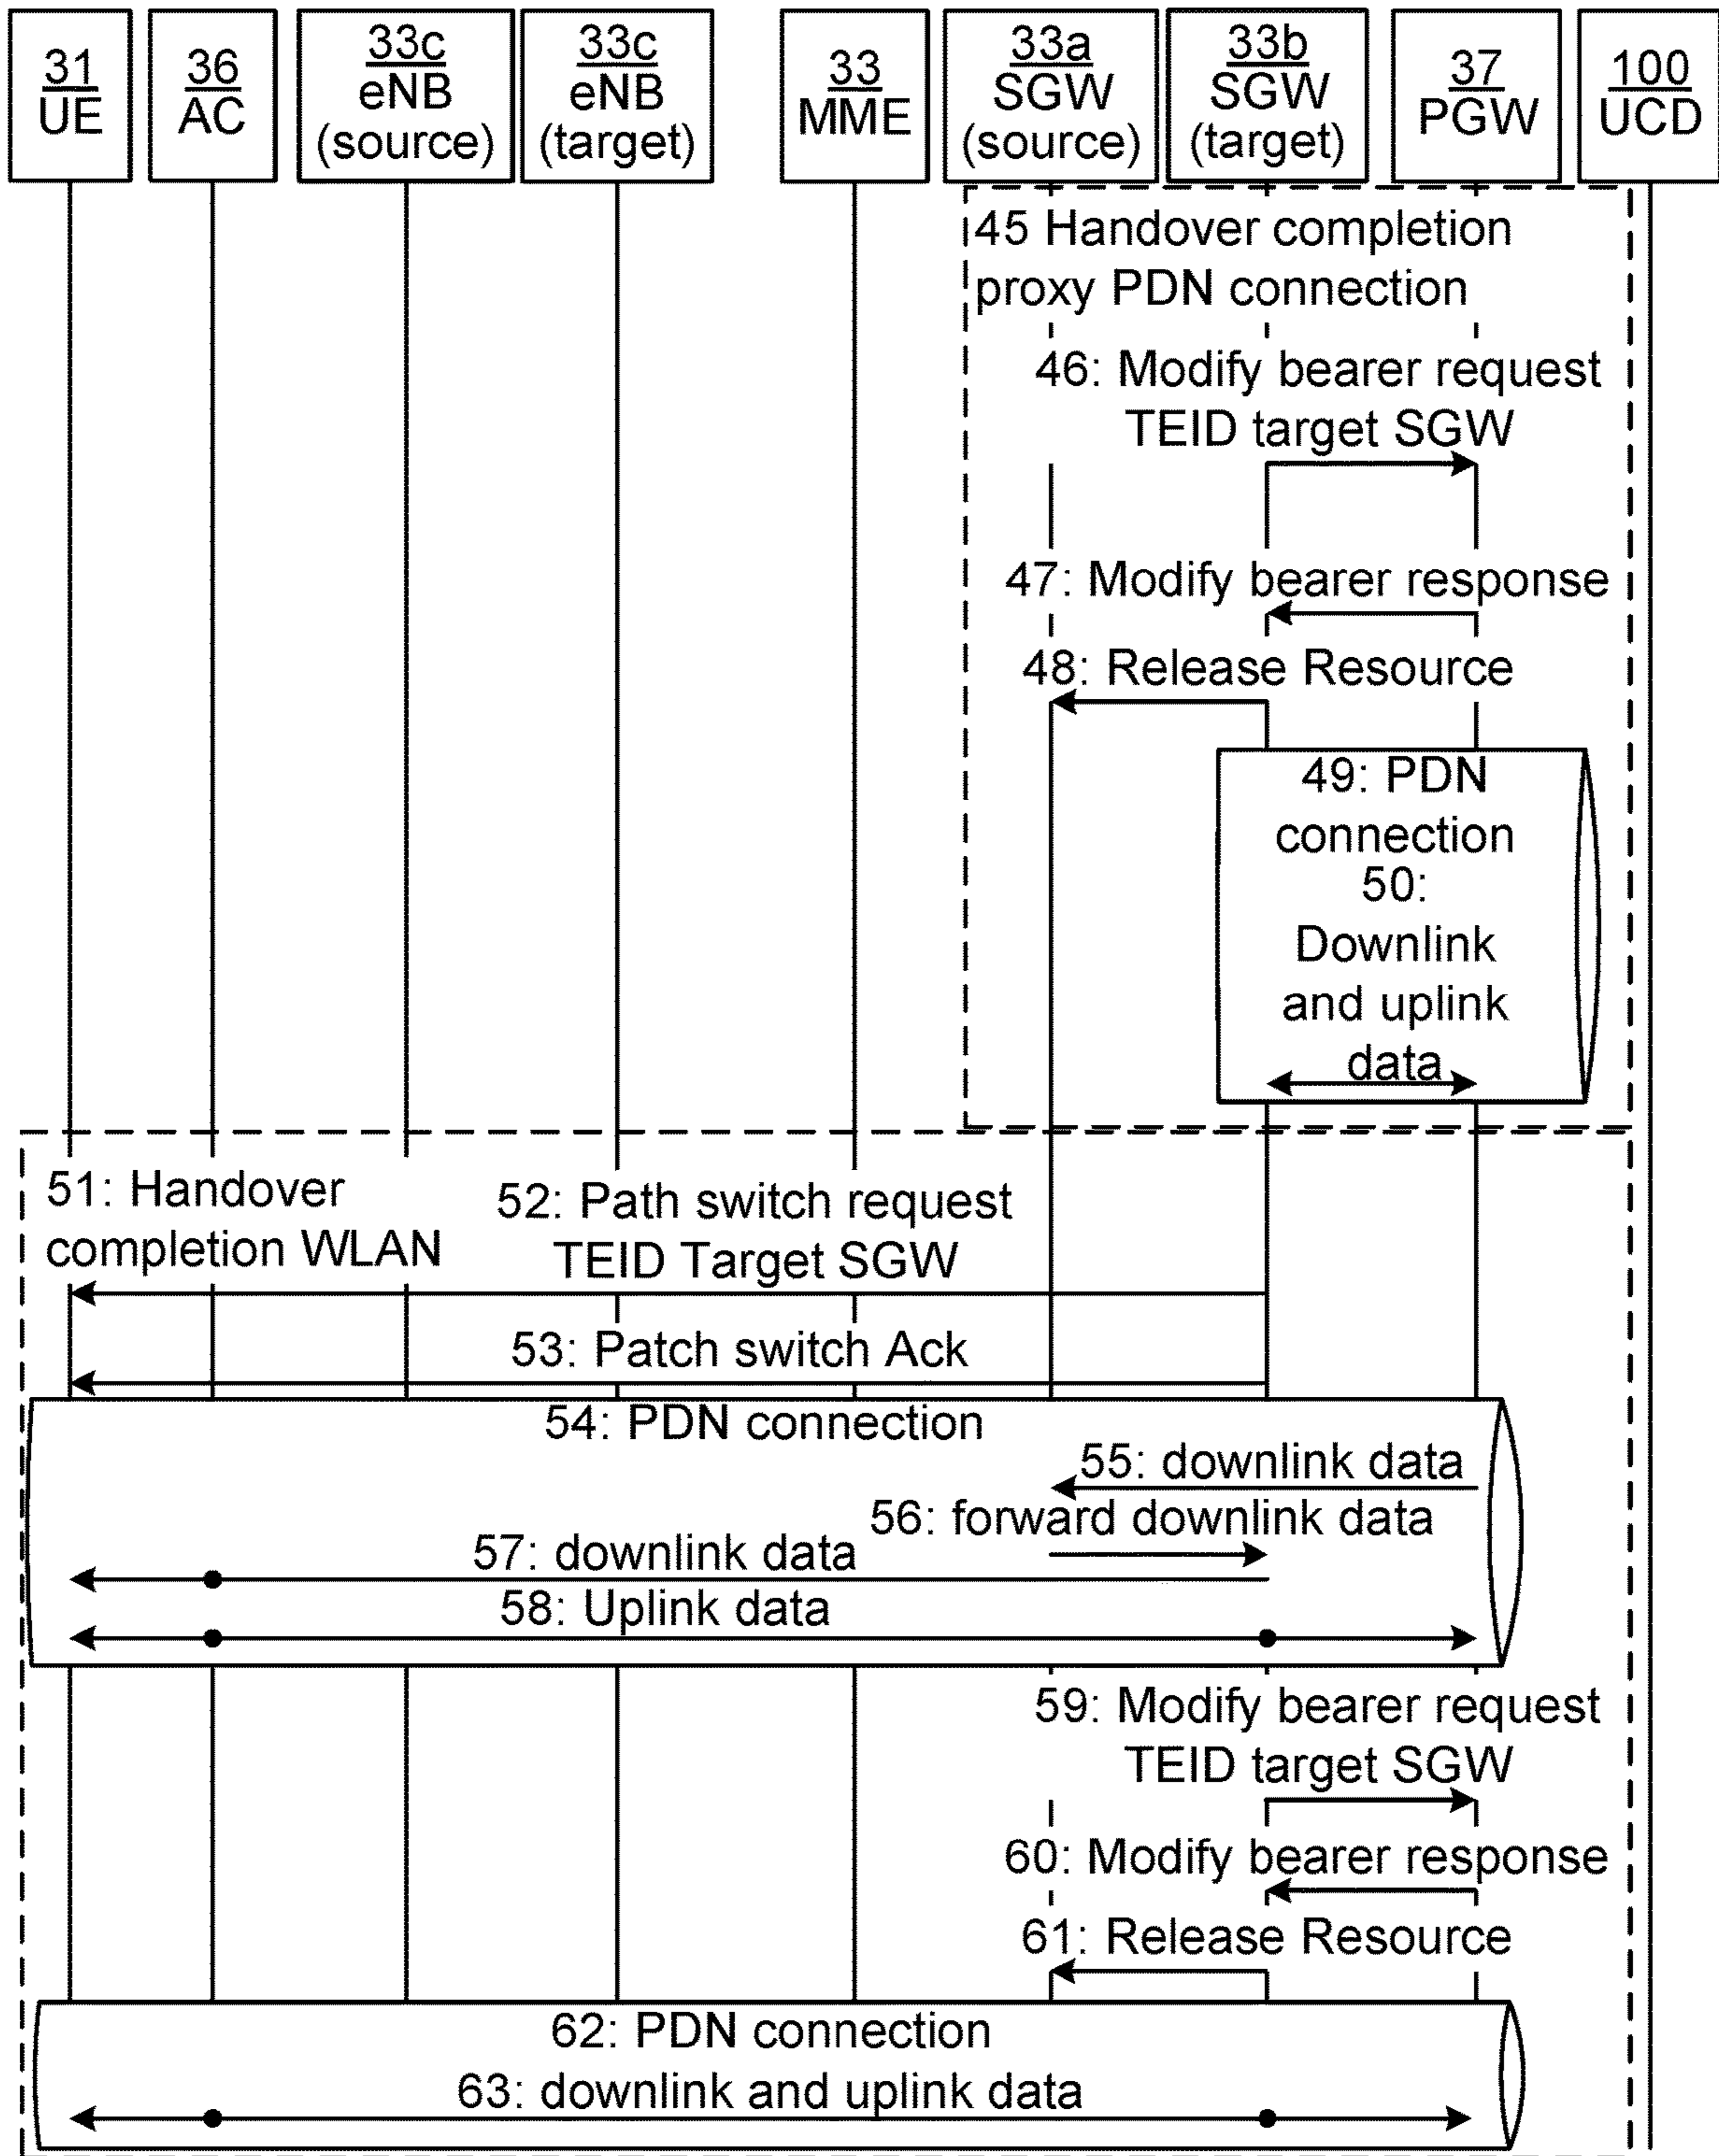 31
UE
36
AC
33c
eNB
(source)
33c
eNB
(target)
33
MME
33a
SGW
(source)
33b
SGW
(target)
37
PGW
100
UCD
45 Handover completion
proxy PDN connection
46: Modify bearer request
TEID target SGW
47: Modify bearer response
48: Release Resource
49: PDN
connection
50:
Downlink
and uplink
data
51: Handover
completion WLAN
52: Path switch request
TEID Target SGW
53: Patch switch Ack
54: PDN connection
55: downlink data
56: forward downlink data
57: downlink data
58: Uplink data
59: Modify bearer request
TEID target SGW
60: Modify bearer response
61: Release Resource
62: PDN connection
63: downlink and uplink data